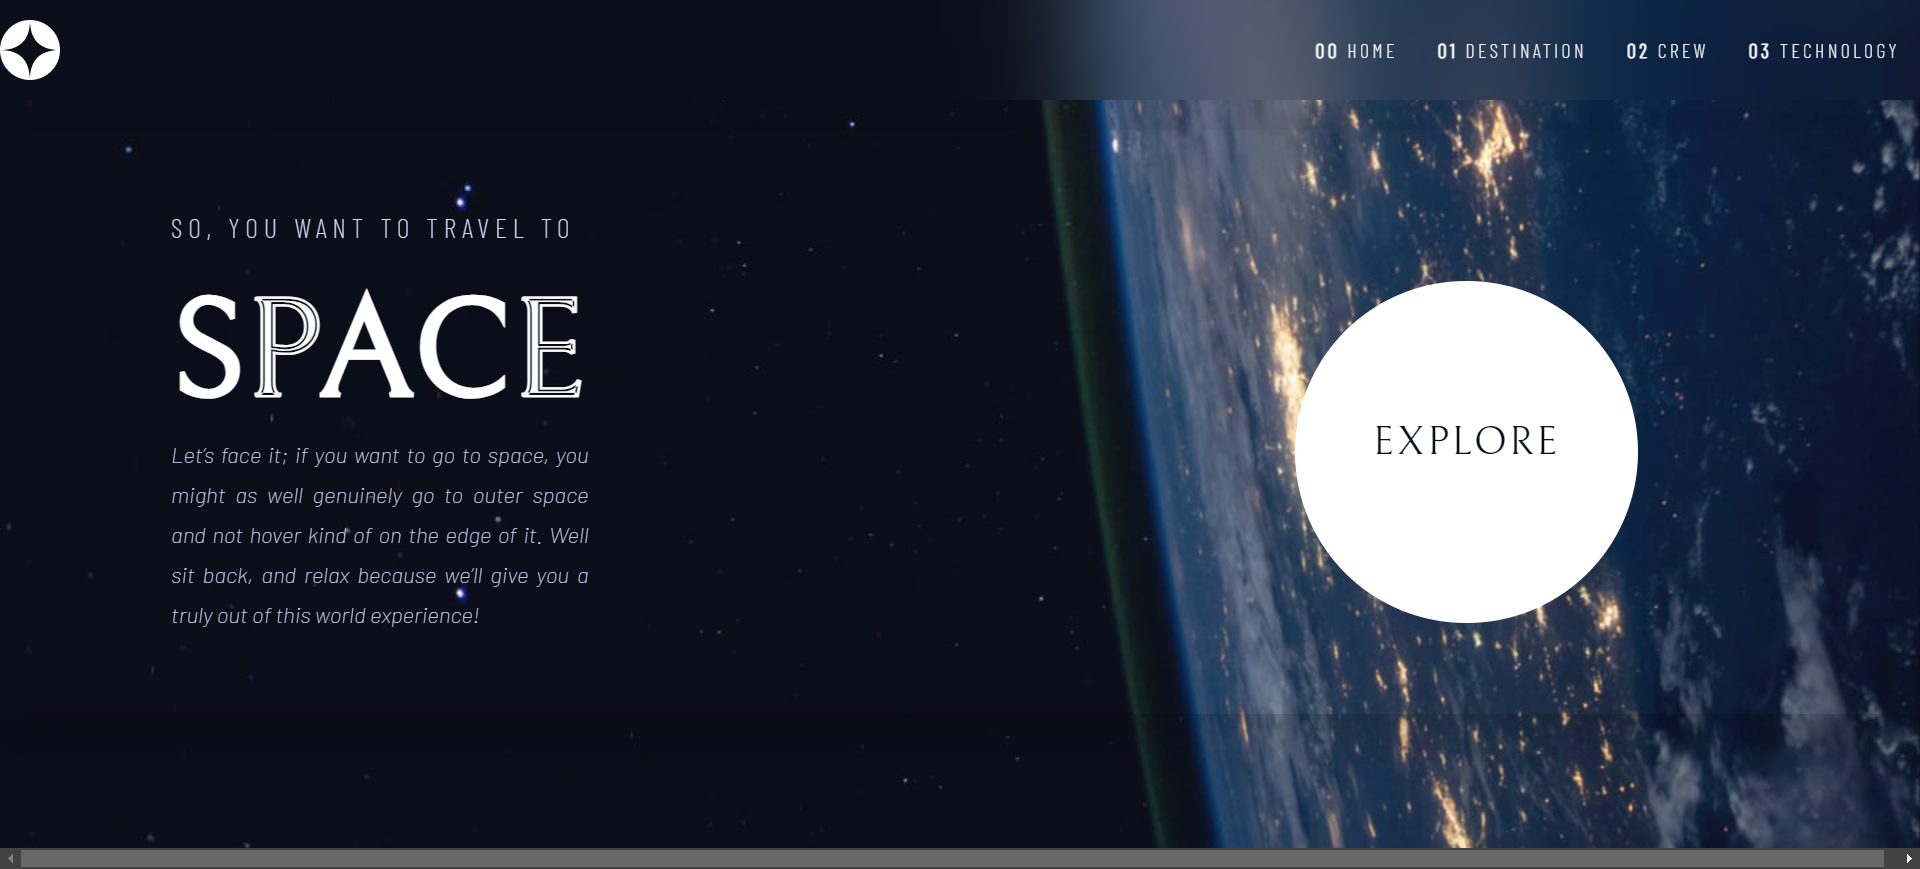 00 HOME 01 DESTINATION 02 CREW 03 TECHNOLOGY
SO, YOU WANT TO TRAVEL TO
SPACE
Let’s face it; if you want to go to space, you
might as well genuinely go to outer space
and not hover kind of on the edge of it. Well
sit back, and relax because we’ll give you a
truly out of this world experience!
EXPLORE